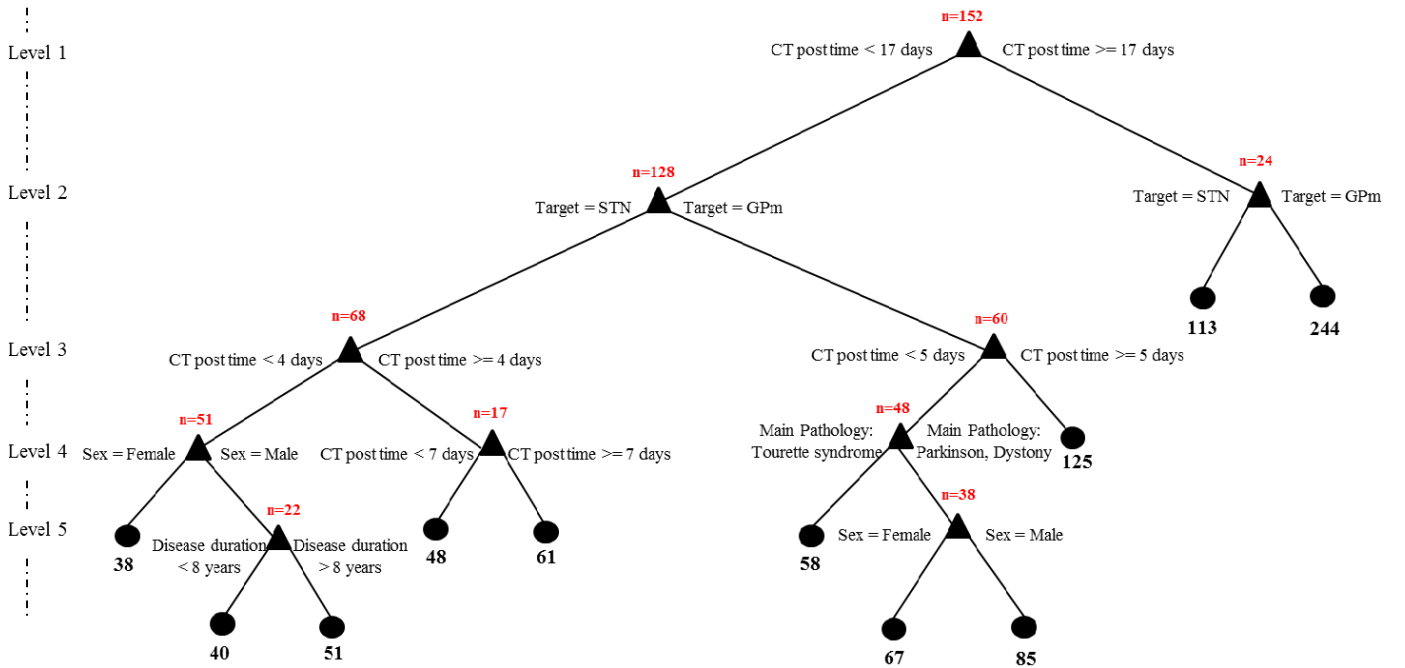 n=152
Level 1
CT post time < 17 days
CT post time >= 17 days
n=128
n=24
Level 2
Target = STN
Target = GPm
Target = STN
Target = GPm
113
244
n=68
n=60
Level 3
CT post time < 4 days
CT post time >= 4 days
CT post time < 5 days
CT post time >= 5 days
n=51
n=17
n=48
Level 4
Sex = Female
Sex = Male
CT post time < 7 days
CT post time >= 7 days
Main Pathology:
Tourette syndrome
Main Pathology:
Parkinson, Dystony
125
n=22
n=38
Level 5
38
Disease duration
< 8 years
Disease duration
> 8 years
48
61
58
Sex = Female
Sex = Male
40
51
67
85